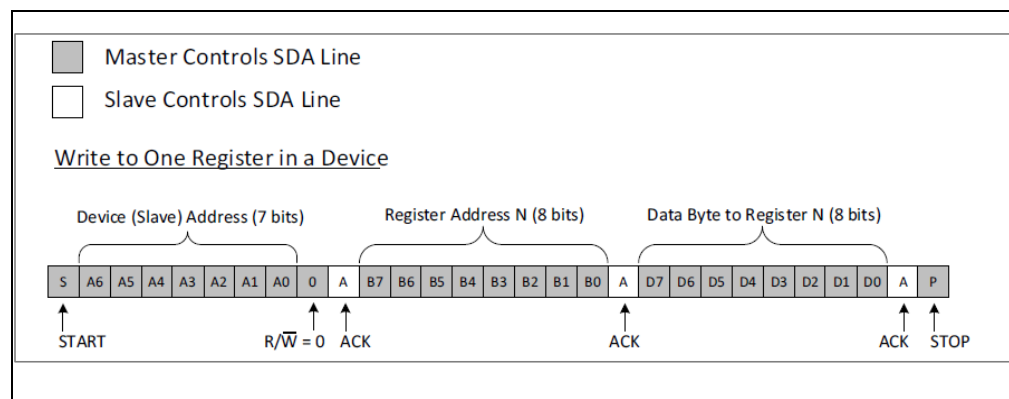 Master Controls SDA Line
Slave Controls SDA Line
Write to One Register in a Device
Device (Slave) Address (7 bits) Register Address N (8 bits) Data Byte to Register N (8 bits)
S A6 A5 A4 A3 A2 A1 A0 0 A B7 B6 B5 B4 B3 B2 B1 B0 A D7 D6 D5 D4 D3 D2 D1 D0 A P
START R/W̅ = 0 ACK ACK ACK STOP